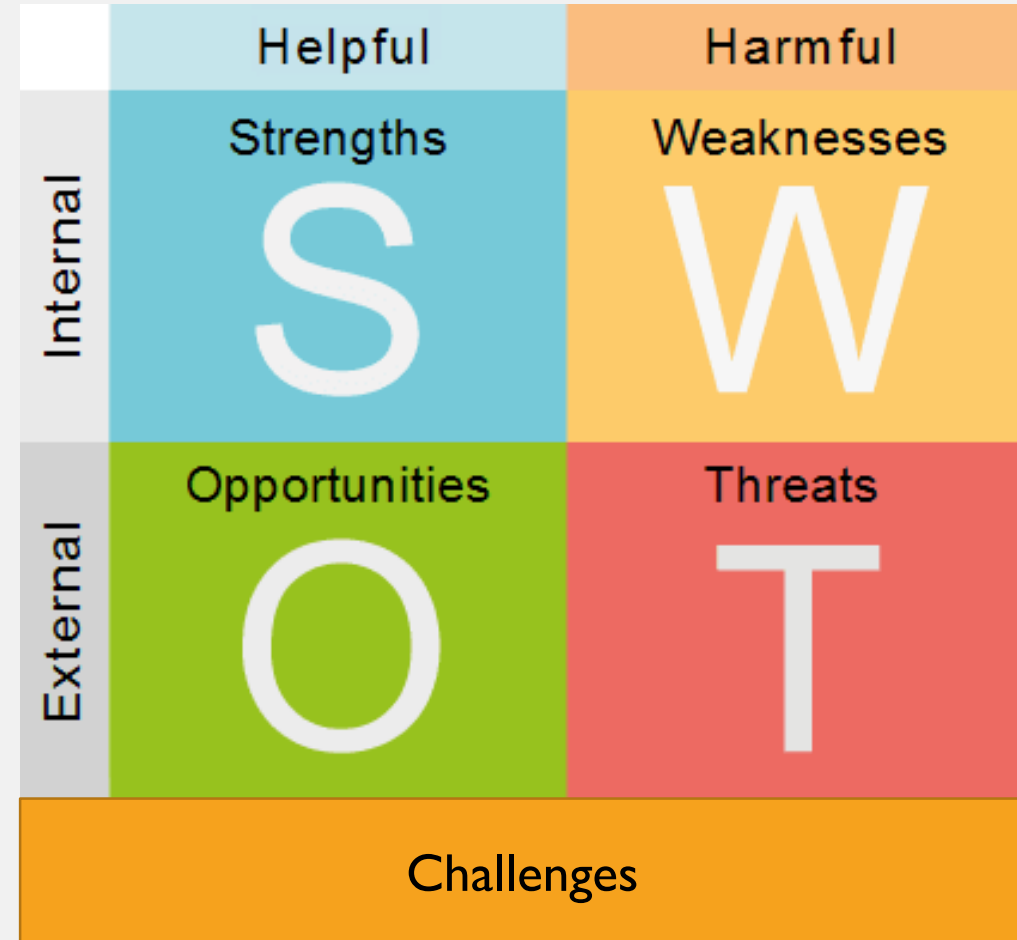 Helpful
Harmful
Internal
Strengths
S
Weaknesses
W
External
Opportunities
O
Threats
T
Challenges